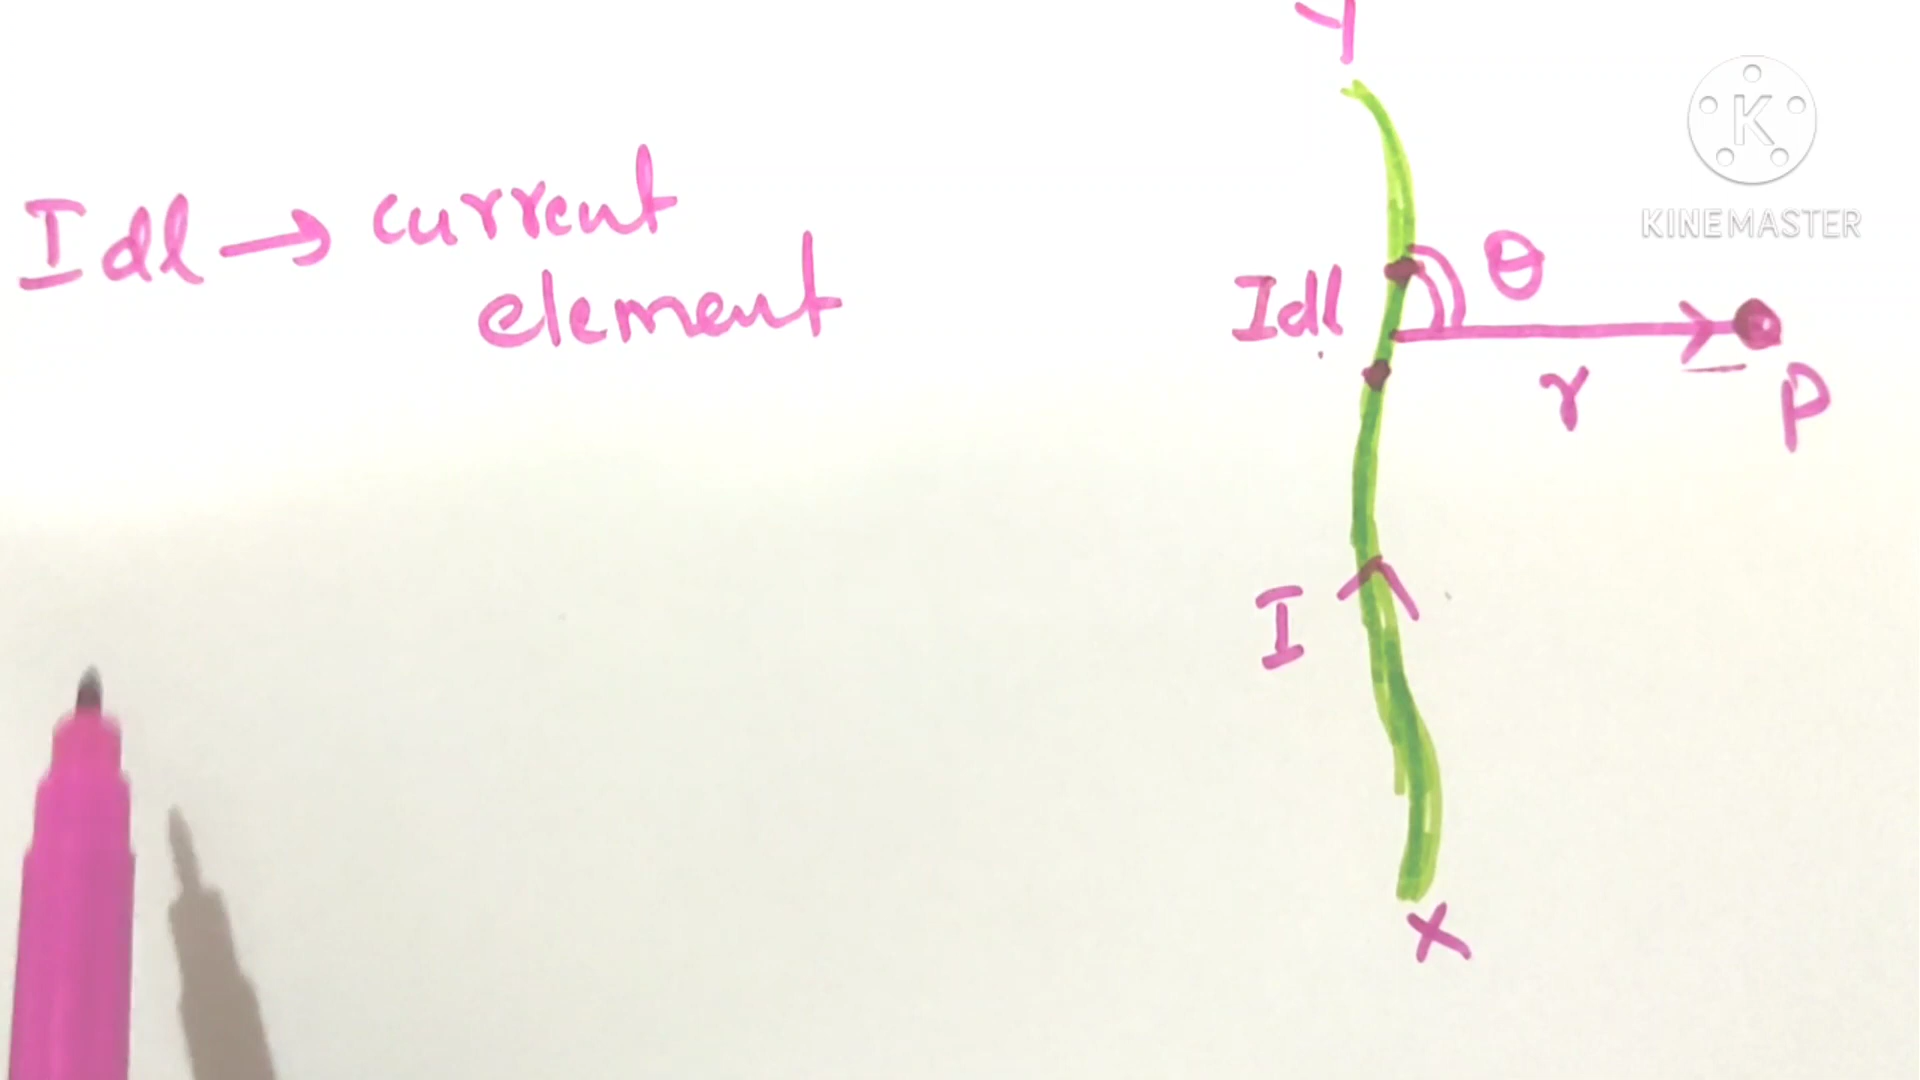 Idl → current
element
Y
Idl
θ
r
P
I
X
K
KINEMASTER